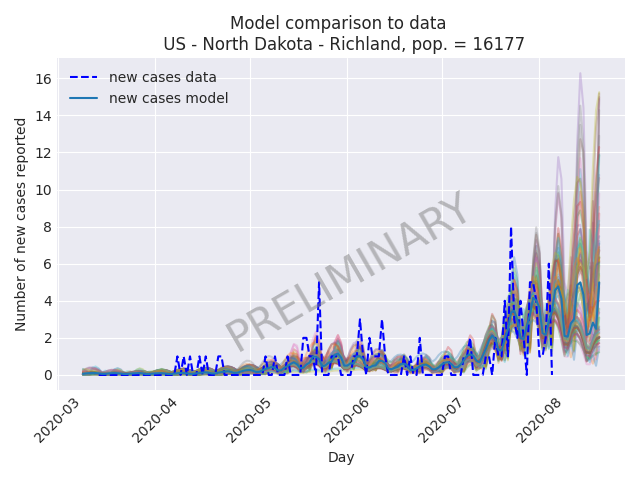 Model comparison to data
US - North Dakota - Richland, pop. = 16177
new cases data
new cases model
Number of new cases reported
16
14
12
10
8
6
4
2
0
PRELIMINARY
2020-03
2020-04
2020-05
2020-06
2020-07
2020-08
Day